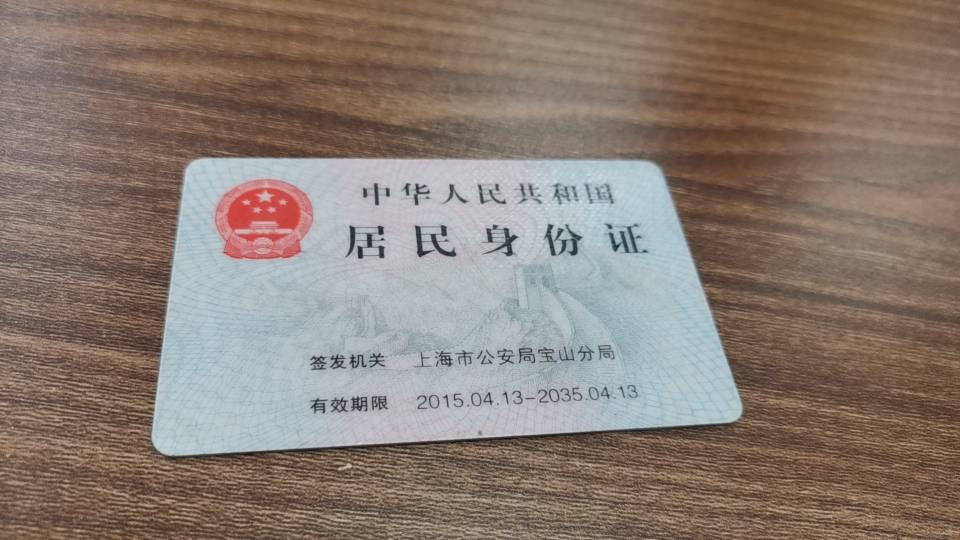 中华人民共和国
居民身份证
签发机关 上海市公安局宝山分局
有效期限 2015.04.13-2035.04.13